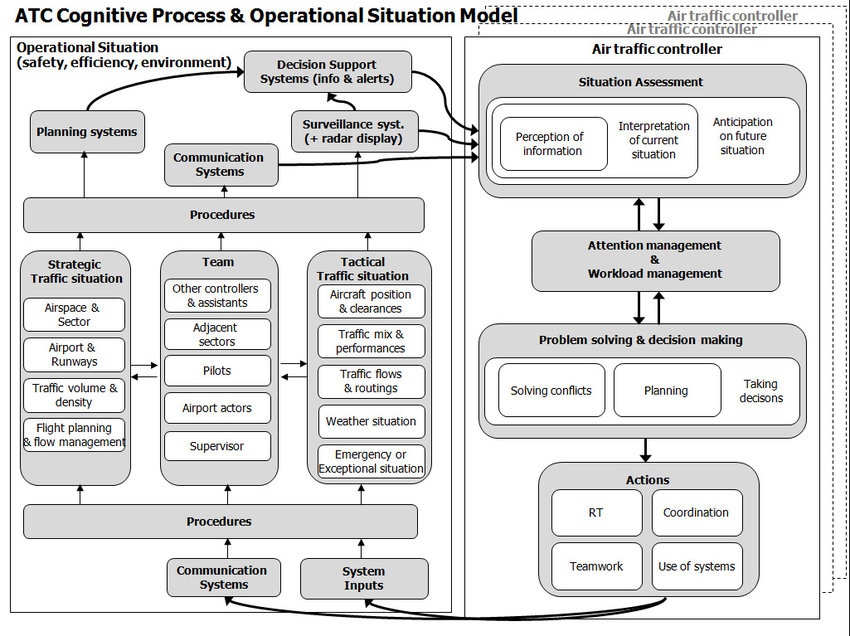 ATC Cognitive Process & Operational Situation Model
Air traffic controller
Air traffic controller
Operational Situation
(safety, efficiency, environment)
Decision Support
Systems (info & alerts)
Planning systems
Surveillance syst.
(+ radar display)
Communication
Systems
Procedures
Strategic
Traffic situation
Airspace &
Sector
Airport &
Runways
Traffic volume &
density
Flight planning
& flow management
Team
Other controllers
& assistants
Adjacent
sectors
Pilots
Airport actors
Supervisor
Tactical
Traffic situation
Aircraft position
& clearances
Traffic mix &
performances
Traffic flows
& routings
Weather situation
Emergency or
Exceptional situation
Procedures
Communication
Systems
System
Inputs
Air traffic controller
Situation Assessment
Perception of
information
Interpretation
of current
situation
Anticipation
on future
situation
Attention management
&
Workload management
Problem solving & decision making
Solving conflicts
Planning
Taking
decisons
Actions
RT
Coordination
Teamwork
Use of systems